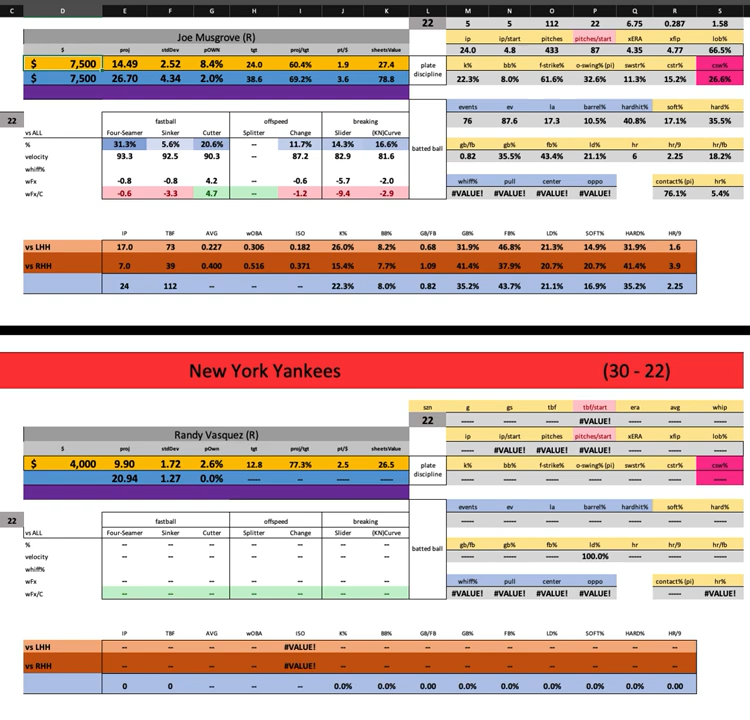 C D E F G H I J K L M N O P Q R S
22 5 5 112 22 6.75 0.287 1.58
Joe Musgrove (R) ip ip/start pitches pitches/start xERA xfip lob%
$ proj stdDev pOWN tgt proj/tgt pt/$ sheetsValue 24.0 4.8 433 87 4.35 4.77 66.5%
$ 7,500 14.49 2.52 8.4% 24.0 60.4% 1.9 27.4 plate discipline k% bb% f-strike% o-swing% (pi) swstr% cstr% csw%
$ 7,500 26.70 4.34 2.0% 38.6 69.2% 3.6 78.8 22.3% 8.0% 61.6% 32.6% 11.3% 15.2% 26.6%
events ev la barrel% hardhit% soft% hard%
22 fastball offspeed breaking 76 87.6 17.3 10.5% 40.8% 17.1% 35.5%
vs ALL Four-Seamer Sinker Cutter Splitter Change Slider (KN)Curve
% 31.3% 5.6% 20.6% -- 11.7% 14.3% 16.6% batted ball gb/fb gb% fb% ld% hr hr/9 hr/fb
velocity 93.3 92.5 90.3 -- 87.2 82.9 81.6 0.82 35.5% 43.4% 21.1% 6 2.25 18.2%
whiff%
wFx -0.8 -0.8 4.2 -0.6 -5.7 -2.0 whiff% pull center oppo contact% (pi) hr%
wFx/C -0.6 -3.3 4.7 -- -1.2 -9.4 -2.9 #VALUE! #VALUE! #VALUE! #VALUE! 76.1% 5.4%
IP TBF AVG wOBA ISO K% BB% GB/FB GB% FB% LD% SOFT% HARD% HR/9
vs LHH 17.0 73 0.227 0.306 0.182 26.0% 8.2% 0.68 31.9% 46.8% 21.3% 14.9% 31.9% 1.6
vs RHH 7.0 39 0.400 0.516 0.371 15.4% 7.7% 1.09 41.4% 37.9% 20.7% 20.7% 41.4% 3.9
24 112 -- -- -- 22.3% 8.0% 0.82 35.2% 43.7% 21.1% 16.9% 35.2% 2.25
New York Yankees (30 - 22)
szn g gs tbf tbf/start era avg whip
22 ----- ----- ----- #VALUE! ----- ----- -----
Randy Vasquez (R) ip ip/start pitches pitches/start xERA xfip lob%
$ proj stdDev pOwn tgt proj/tgt pt/$ sheetsValue ----- #VALUE! #VALUE! #VALUE! ----- ----- -----
$ 4,000 9.90 1.72 2.6% 12.8 77.3% 2.5 26.5 plate discipline k% bb% f-strike% o-swing% (pi) swstr% cstr% csw%
20.94 1.27 0.0% ----- ----- ----- ----- ----- ----- ----- ----- ----- ----- -----
events ev la barrel% hardhit% soft% hard%
22 fastball offspeed breaking ----- ----- ----- ----- ----- ----- -----
vs ALL Four-Seamer Sinker Cutter Splitter Change Slider (KN)Curve
% -- -- -- -- -- -- -- batted ball gb/fb gb% fb% ld% hr hr/9 hr/fb
velocity -- -- -- -- -- -- -- ----- ----- ----- 100.0% ----- ----- -----
whiff%
wFx -- -- -- -- -- -- whiff% pull center oppo contact% (pi) hr%
wFx/C -- -- -- -- -- -- -- #VALUE! #VALUE! #VALUE! #VALUE! ----- #VALUE!
IP TBF AVG wOBA ISO K% BB% GB/FB GB% FB% LD% SOFT% HARD% HR/9
vs LHH -- -- -- -- #VALUE! -- -- -- -- -- -- -- -- --
vs RHH -- -- -- -- #VALUE! -- -- -- -- -- -- -- -- --
0 0 -- -- -- 0.0% 0.0% 0.00 0.0% 0.0% 0.0% 0.0% 0.0% 0.00